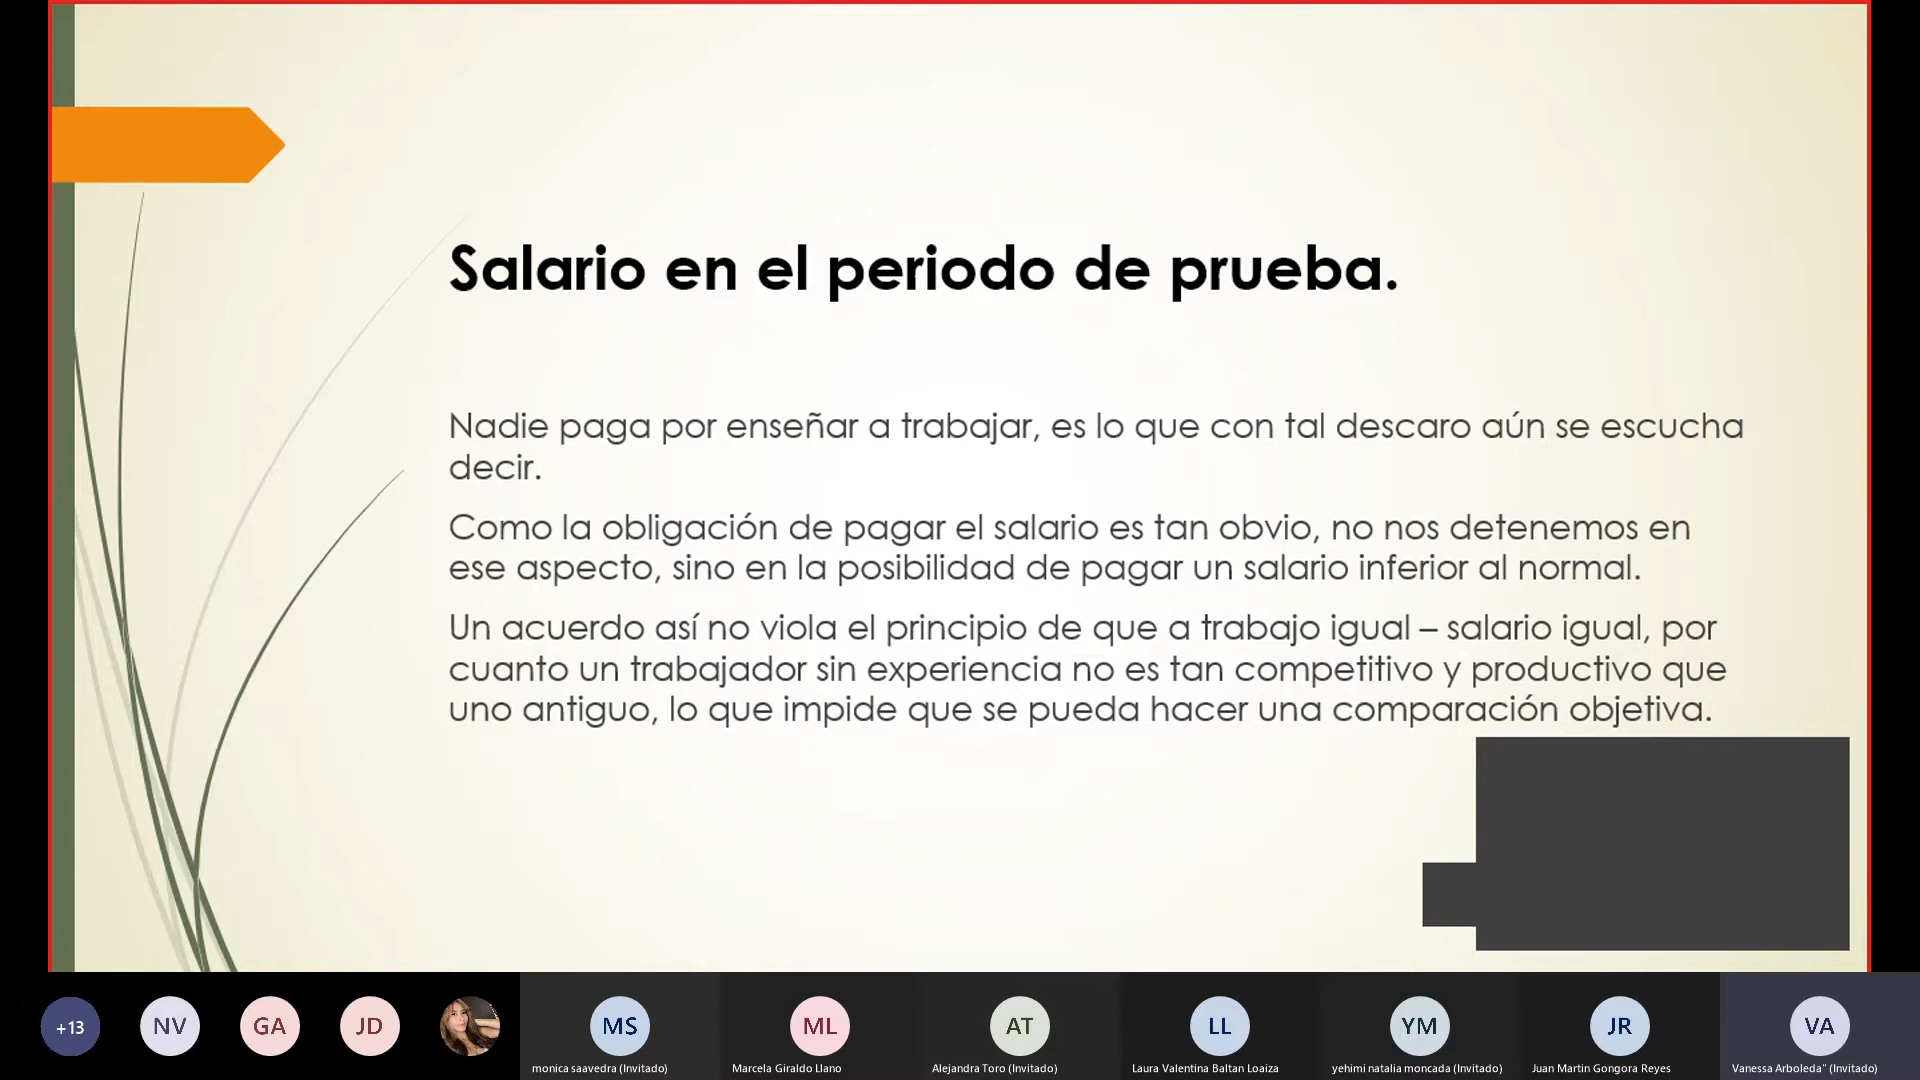 Salario en el periodo de prueba.
Nadie paga por enseñar a trabajar, es lo que con tal descaro aún se escucha
decir.
Como la obligación de pagar el salario es tan obvio, no nos detenemos en
ese aspecto, sino en la posibilidad de pagar un salario inferior al normal.
Un acuerdo así no viola el principio de que a trabajo igual – salario igual, por
cuanto un trabajador sin experiencia no es tan competitivo y productivo que
uno antiguo, lo que impide que se pueda hacer una comparación objetiva.
+13 NV GA JD MS ML AT LL YM JR VA
monica saavedra (Invitado) Marcela Giraldo Llano Alejandra Toro (Invitado) Laura Valentina Baltan Loaiza yehimi natalia moncada (Invitado) Juan Martin Gongora Reyes Vanessa Arboleda" (Invitado)